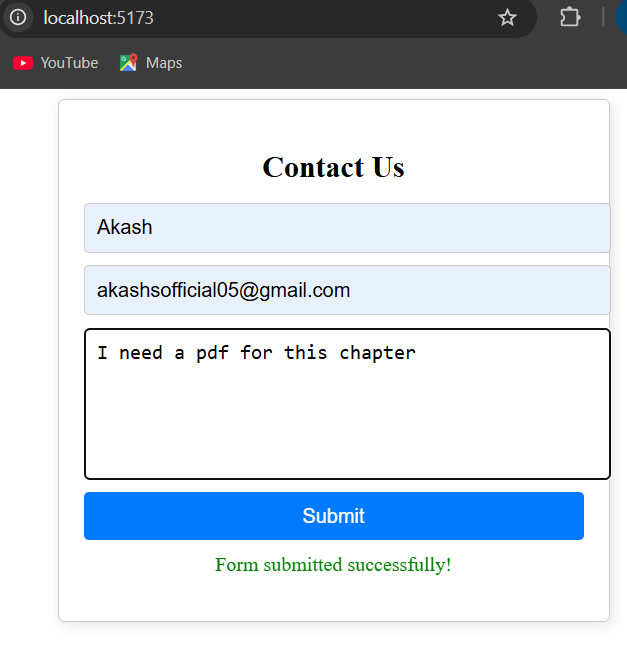 localhost:5173
YouTube
Maps
Contact Us
Akash
akashsofficial05@gmail.com
I need a pdf for this chapter
Submit
Form submitted successfully!